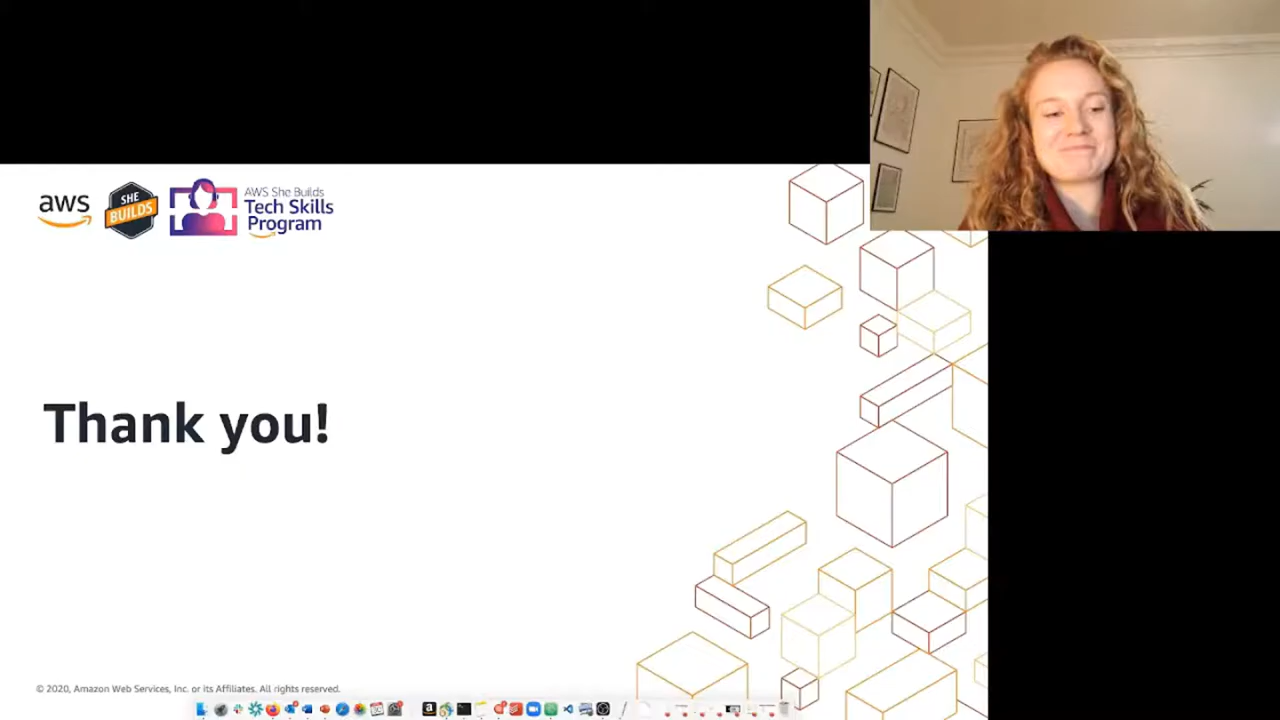 aws
SHE
BUILDS
AWS She Builds
Tech Skills
Program
Thank you!
© 2020, Amazon Web Services, Inc. or its Affiliates. All rights reserved.